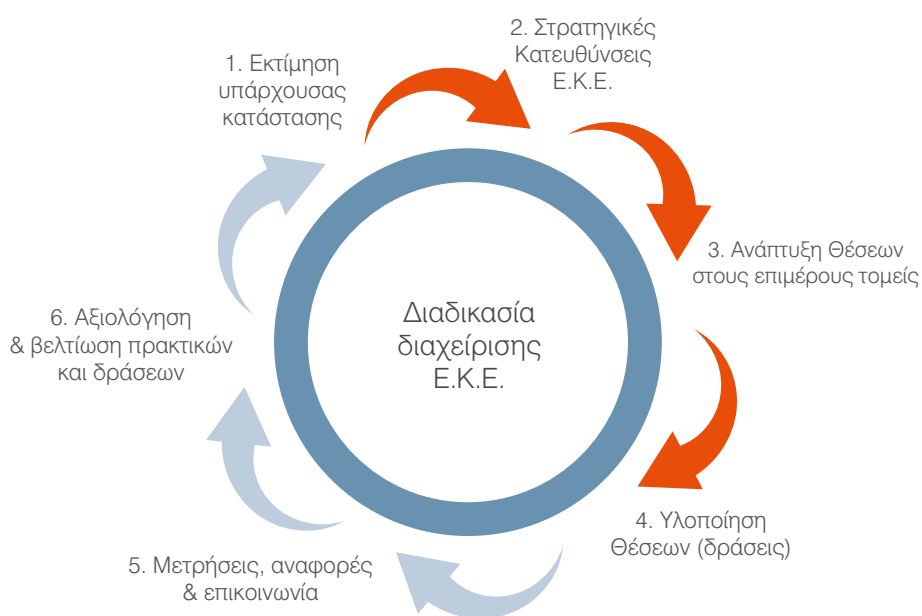 1. Εκτίμηση
υπάρχουσας
κατάστασης
2. Στρατηγικές
Κατευθύνσεις
Ε.Κ.Ε.
3. Ανάπτυξη Θέσεων
στους επιμέρους τομείς
4. Υλοποίηση
Θέσεων (δράσεις)
5. Μετρήσεις, αναφορές
& επικοινωνία
6. Αξιολόγηση
& βελτίωση πρακτικών
και δράσεων
Διαδικασία
διαχείρισης
Ε.Κ.Ε.